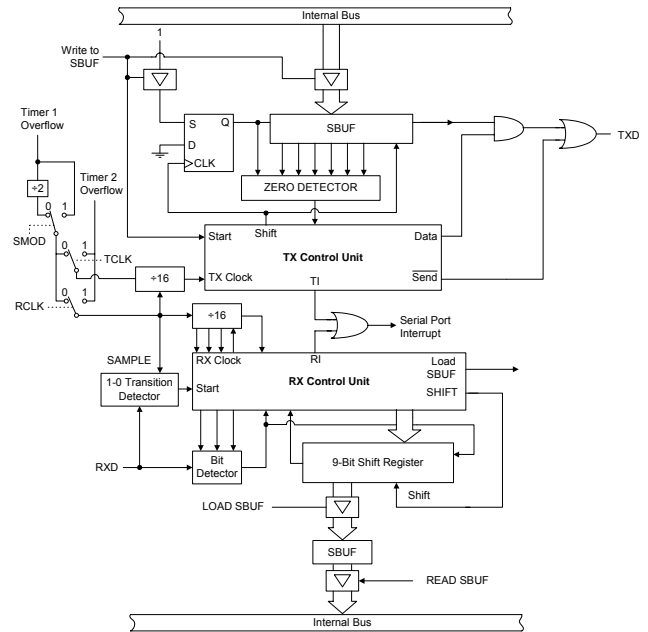 Internal Bus
1
Write to
SBUF
S
Q
D
CLK
SBUF
TXD
Timer 1
Overflow
Timer 2
Overflow
÷2
ZERO DETECTOR
0 1
SMOD
Start
Shift
Data
TX Control Unit
0 1
TCLK
÷16
TX Clock
TI
Send
0 1
RCLK
÷16
Serial Port
Interrupt
SAMPLE
RX Clock
RI
Load
SBUF
1-0 Transition
Detector
Start
RX Control Unit
SHIFT
RXD
Bit
Detector
9-Bit Shift Register
Shift
LOAD SBUF
SBUF
READ SBUF
Internal Bus